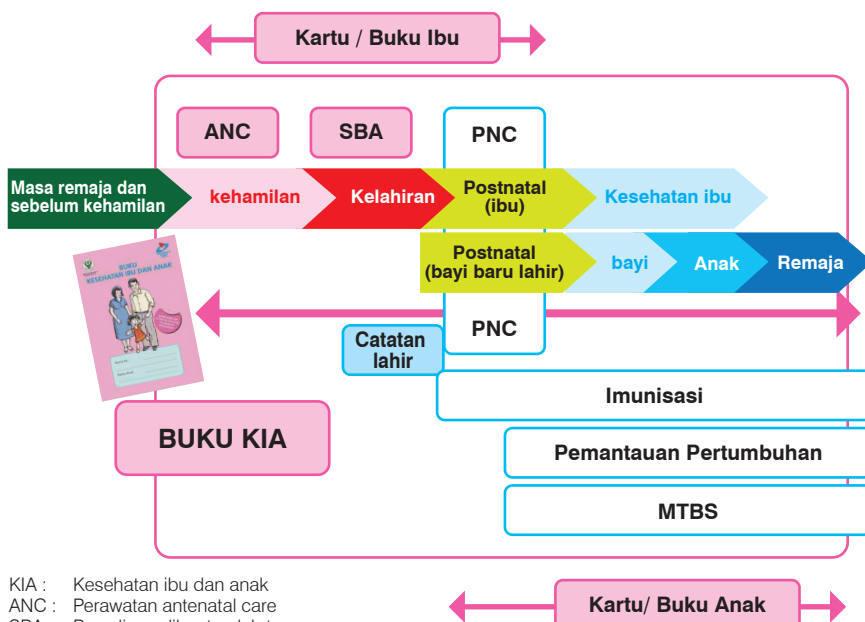 Kartu / Buku Ibu
ANC
SBA
PNC
Masa remaja dan
sebelum kehamilan
kehamilan
Kelahiran
Postnatal
(ibu)
Kesehatan ibu
Postnatal
(bayi baru lahir)
bayi
Anak
Remaja
BUKU
KESEHATAN IBU DAN ANAK
PNC
Catatan
lahir
Imunisasi
BUKU KIA
Pemantauan Pertumbuhan
MTBS
KIA : Kesehatan ibu dan anak
ANC : Perawatan antenatal care
Kartu/ Buku Anak